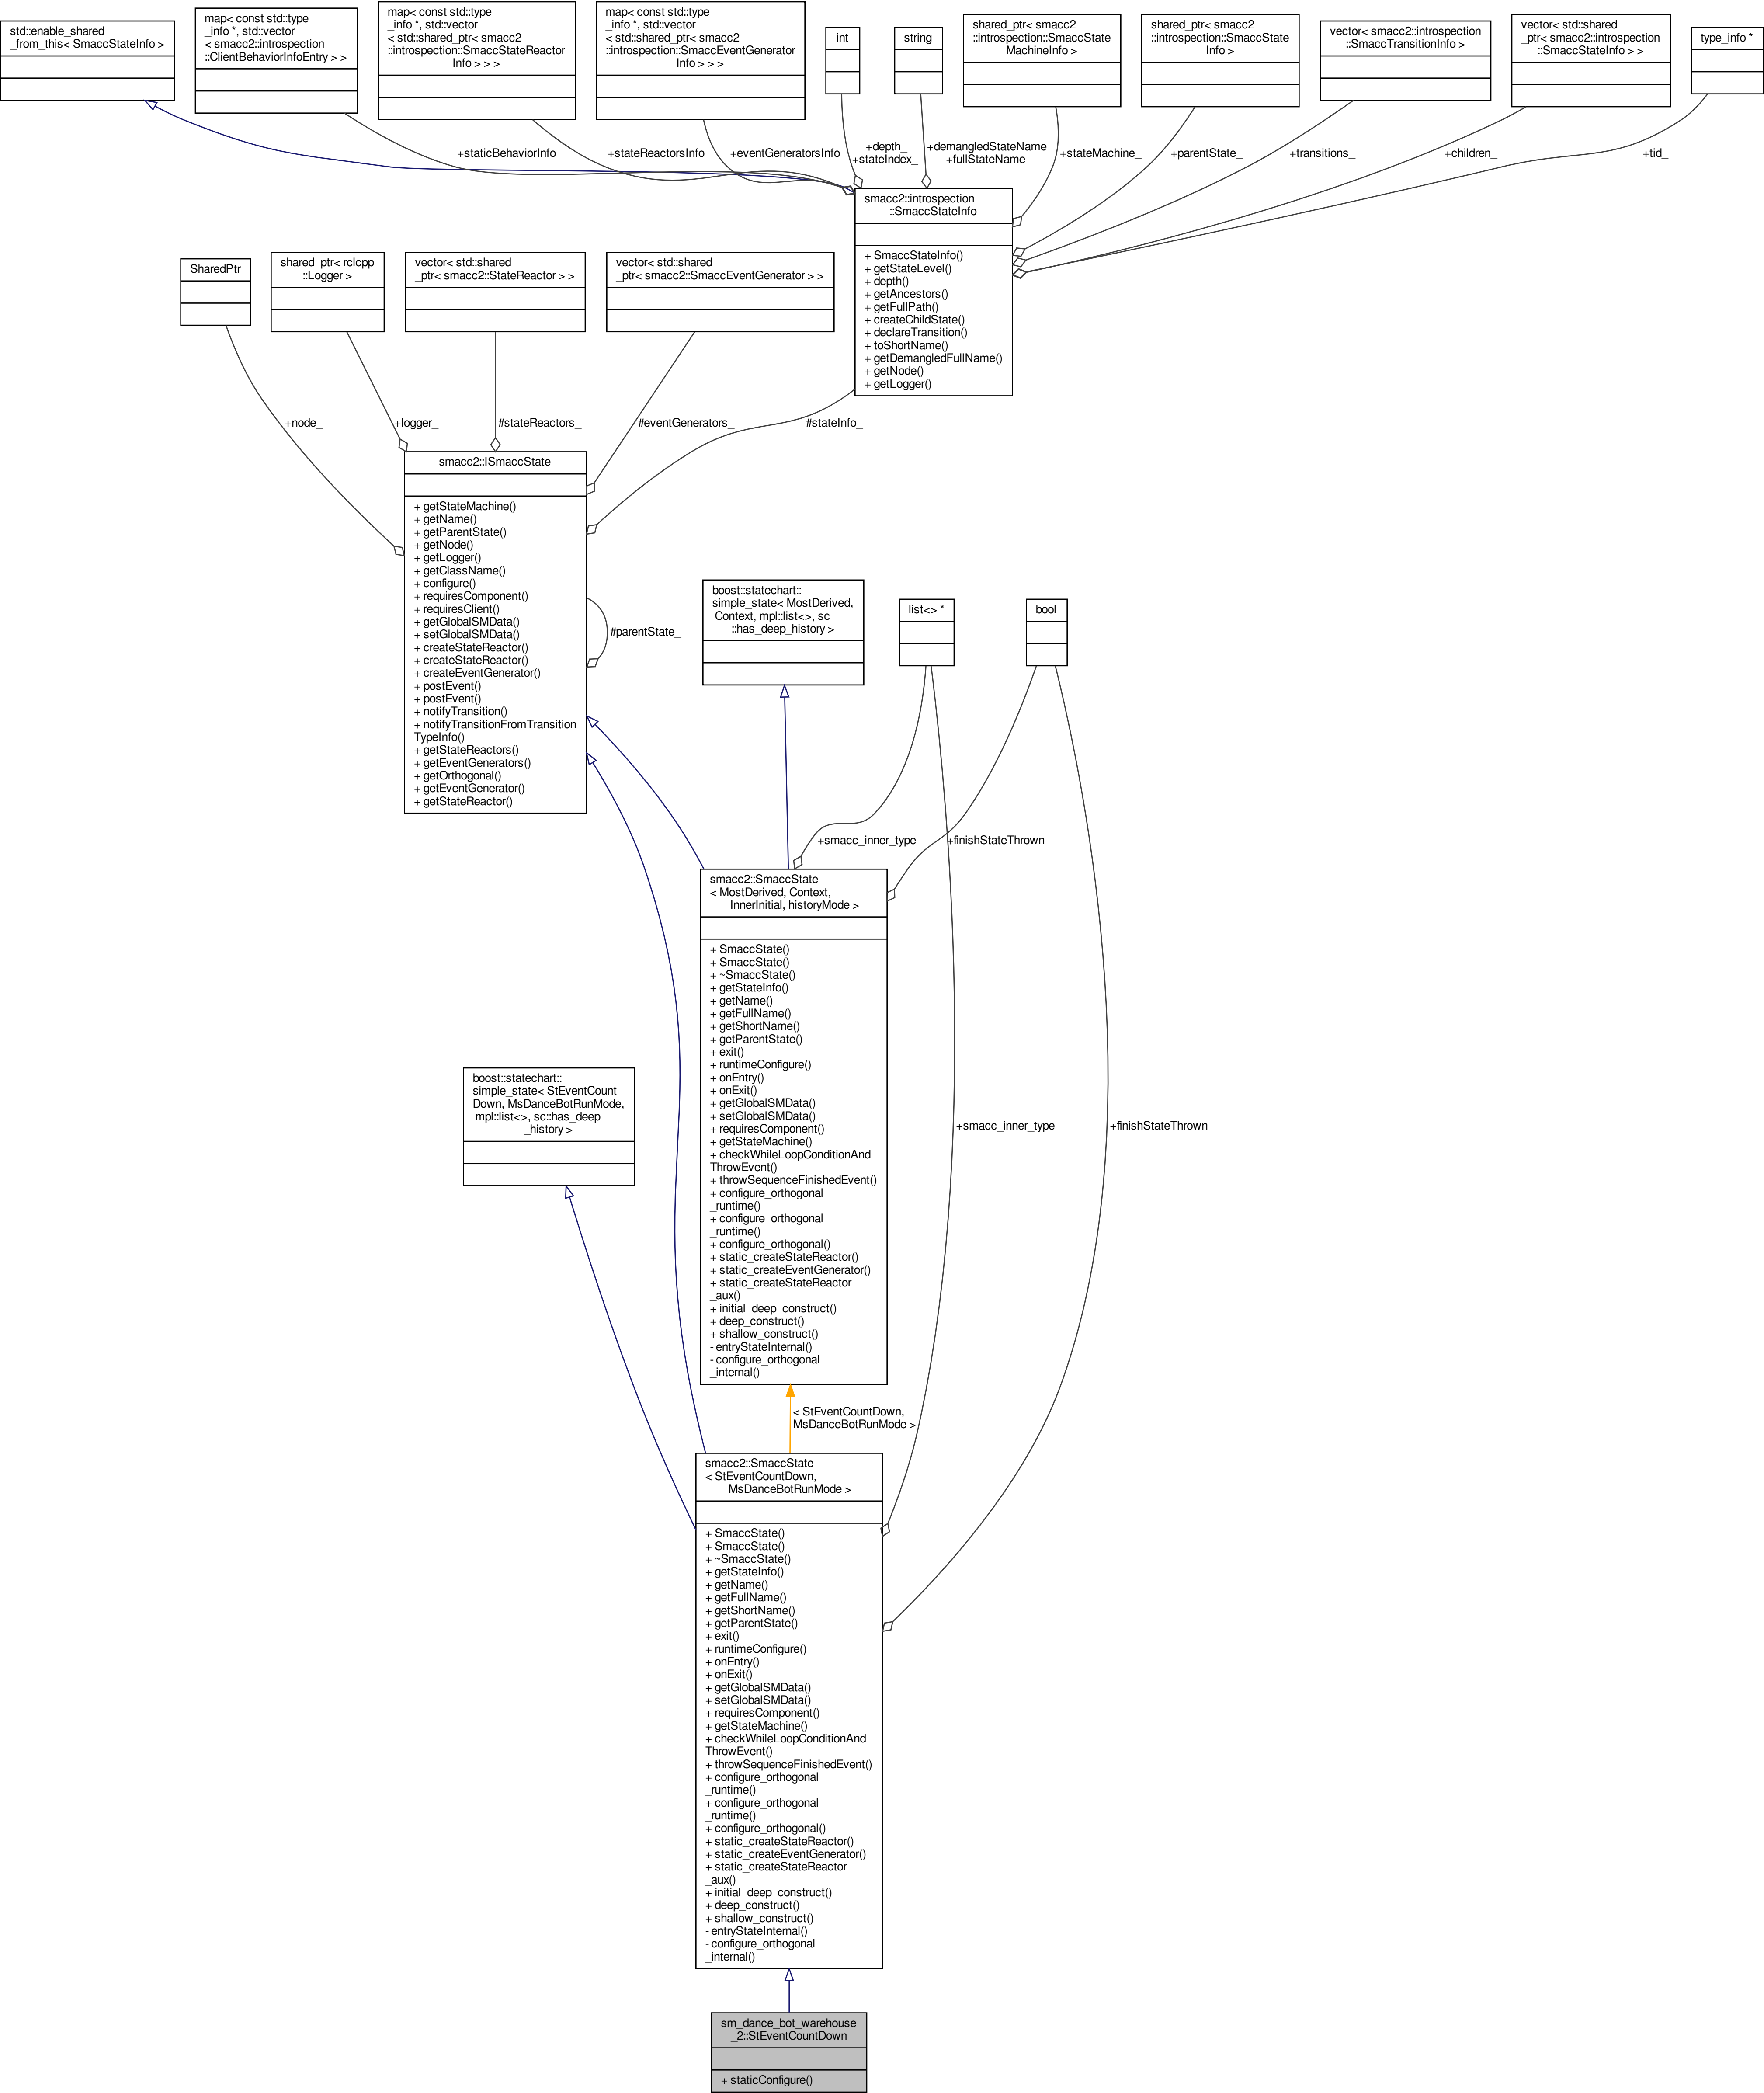 std::enable_shared
_from_this< SmaccStateInfo >
map< const std::type
_info *, std::vector
< smacc2::introspection
::ClientBehaviorInfoEntry > >
map< const std::type
_info *, std::vector
< std::shared_ptr< smacc2
::introspection::SmaccStateReactor
Info > > >
map< const std::type
_info *, std::vector
< std::shared_ptr< smacc2
::introspection::SmaccEventGenerator
Info > > >
int
string
shared_ptr< smacc2
::introspection::SmaccState
MachineInfo >
shared_ptr< smacc2
::introspection::SmaccState
Info >
vector< smacc2::introspection
::SmaccTransitionInfo >
vector< std::shared
_ptr< smacc2::introspection
::SmaccStateInfo > >
type_info *
+staticBehaviorInfo
+stateReactorsInfo
+eventGeneratorsInfo
+depth_
+stateIndex_
+demangledStateName
+fullStateName
+stateMachine_
+parentState_
+transitions_
+children_
+tid_
smacc2::introspection
::SmaccStateInfo
+ SmaccStateInfo()
+ getStateLevel()
+ depth()
+ getAncestors()
+ getFullPath()
+ createChildState()
+ declareTransition()
+ toShortName()
+ getDemangledFullName()
+ getNode()
+ getLogger()
SharedPtr
shared_ptr< rclcpp
::Logger >
vector< std::shared
_ptr< smacc2::StateReactor > >
vector< std::shared
_ptr< smacc2::SmaccEventGenerator > >
+node_
+logger_
#stateReactors_
#eventGenerators_
#stateInfo_
smacc2::ISmaccState
+ getStateMachine()
+ getName()
+ getParentState()
+ getNode()
+ getLogger()
+ getClassName()
+ configure()
+ requiresComponent()
+ requiresClient()
+ getGlobalSMData()
+ setGlobalSMData()
+ createStateReactor()
+ createStateReactor()
+ createEventGenerator()
+ postEvent()
+ postEvent()
+ notifyTransition()
+ notifyTransitionFromTransition
TypeInfo()
+ getStateReactors()
+ getEventGenerators()
+ getOrthogonal()
+ getEventGenerator()
+ getStateReactor()
#parentState_
boost::statechart::
simple_state< MostDerived,
Context, mpl::list<>, sc
::has_deep_history >
list<> *
bool
+smacc_inner_type
+finishStateThrown
smacc2::SmaccState
< MostDerived, Context,
InnerInitial, historyMode >
+ SmaccState()
+ SmaccState()
+ ~SmaccState()
+ getStateInfo()
+ getName()
+ getFullName()
+ getShortName()
+ getParentState()
+ exit()
+ runtimeConfigure()
+ onEntry()
+ onExit()
+ getGlobalSMData()
+ setGlobalSMData()
+ requiresComponent()
+ getStateMachine()
+ checkWhileLoopConditionAnd
ThrowEvent()
+ throwSequenceFinishedEvent()
+ configure_orthogonal
_runtime()
+ configure_orthogonal
_runtime()
+ configure_orthogonal()
+ static_createStateReactor()
+ static_createEventGenerator()
+ static_createStateReactor
_aux()
+ initial_deep_construct()
+ deep_construct()
+ shallow_construct()
- entryStateInternal()
- configure_orthogonal
_internal()
boost::statechart::
simple_state< StEventCount
Down, MsDanceBotRunMode,
mpl::list<>, sc::has_deep
_history >
+smacc_inner_type
+finishStateThrown
< StEventCountDown,
MsDanceBotRunMode >
smacc2::SmaccState
< StEventCountDown,
MsDanceBotRunMode >
+ SmaccState()
+ SmaccState()
+ ~SmaccState()
+ getStateInfo()
+ getName()
+ getFullName()
+ getShortName()
+ getParentState()
+ exit()
+ runtimeConfigure()
+ onEntry()
+ onExit()
+ getGlobalSMData()
+ setGlobalSMData()
+ requiresComponent()
+ getStateMachine()
+ checkWhileLoopConditionAnd
ThrowEvent()
+ throwSequenceFinishedEvent()
+ configure_orthogonal
_runtime()
+ configure_orthogonal
_runtime()
+ configure_orthogonal()
+ static_createStateReactor()
+ static_createEventGenerator()
+ static_createStateReactor
_aux()
+ initial_deep_construct()
+ deep_construct()
+ shallow_construct()
- entryStateInternal()
- configure_orthogonal
_internal()
sm_dance_bot_warehouse
_2::StEventCountDown
+ staticConfigure()